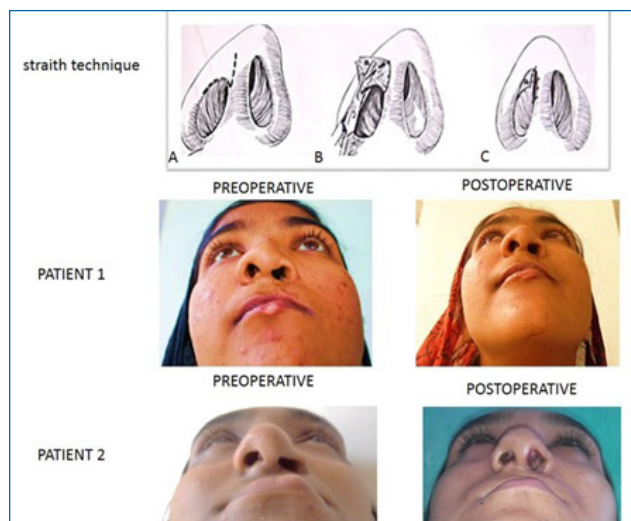 straith technique
A B C
PREOPERATIVE POSTOPERATIVE
PATIENT 1
PREOPERATIVE POSTOPERATIVE
PATIENT 2